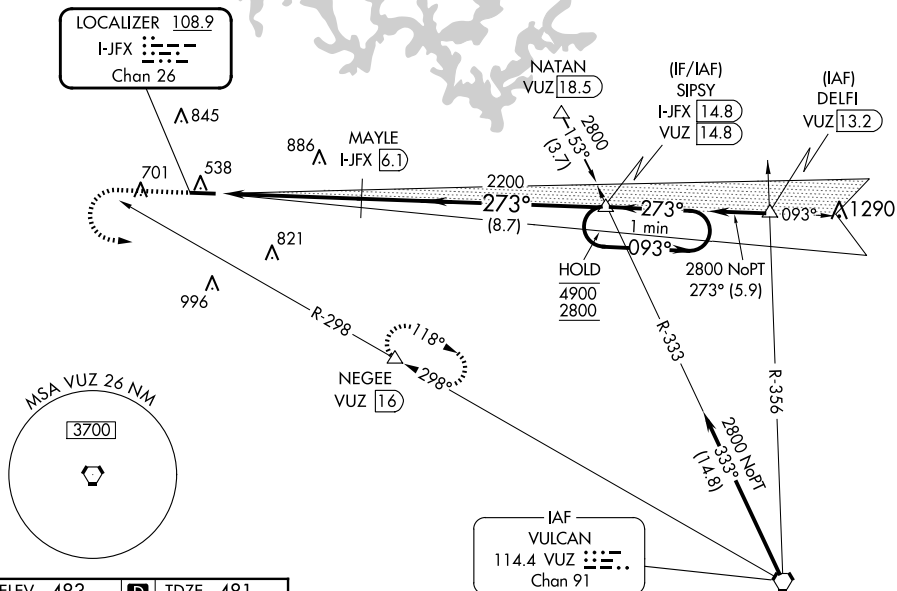 LOCALIZER 108.9
I-JFX
Chan 26
845
701
538
886
MAYLE
I-JFX 6.1
821
996
NATAN
VUZ 18.5
2800
153°
(3.7)
(IF/IAF)
SIPSY
I-JFX 14.8
VUZ 14.8
(IAF)
DELFI
VUZ 13.2
2200
273°
(8.7)
273°
1 min
093°
093°
1290
HOLD
4900
2800
2800 NoPT
273° (5.9)
R-298
118°
298°
NEGEE
VUZ 16
R-333
R-356
2800 NoPT
333°
(14.8)
MSA VUZ 26 NM
3700
IAF
VULCAN
114.4 VUZ
Chan 91
ELEV 483 D TDZE 481